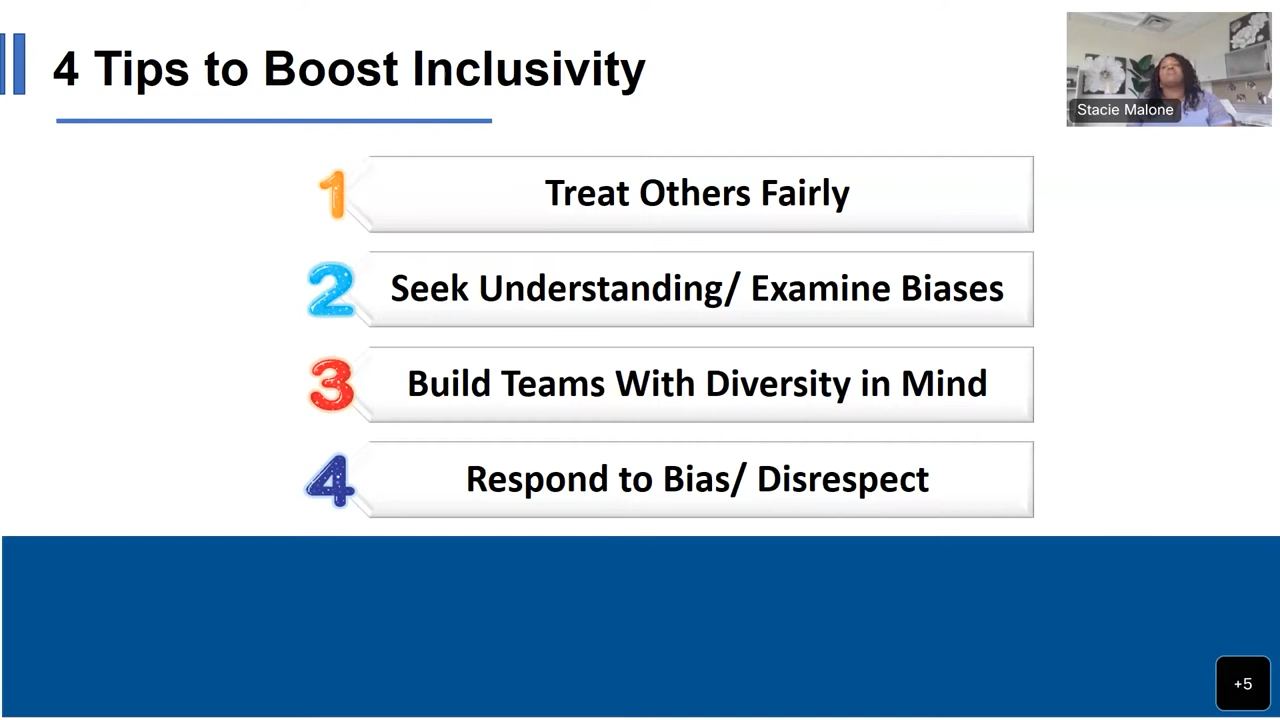 4 Tips to Boost Inclusivity
Stacie Malone
1 Treat Others Fairly
2 Seek Understanding/ Examine Biases
3 Build Teams With Diversity in Mind
4 Respond to Bias/ Disrespect
+5